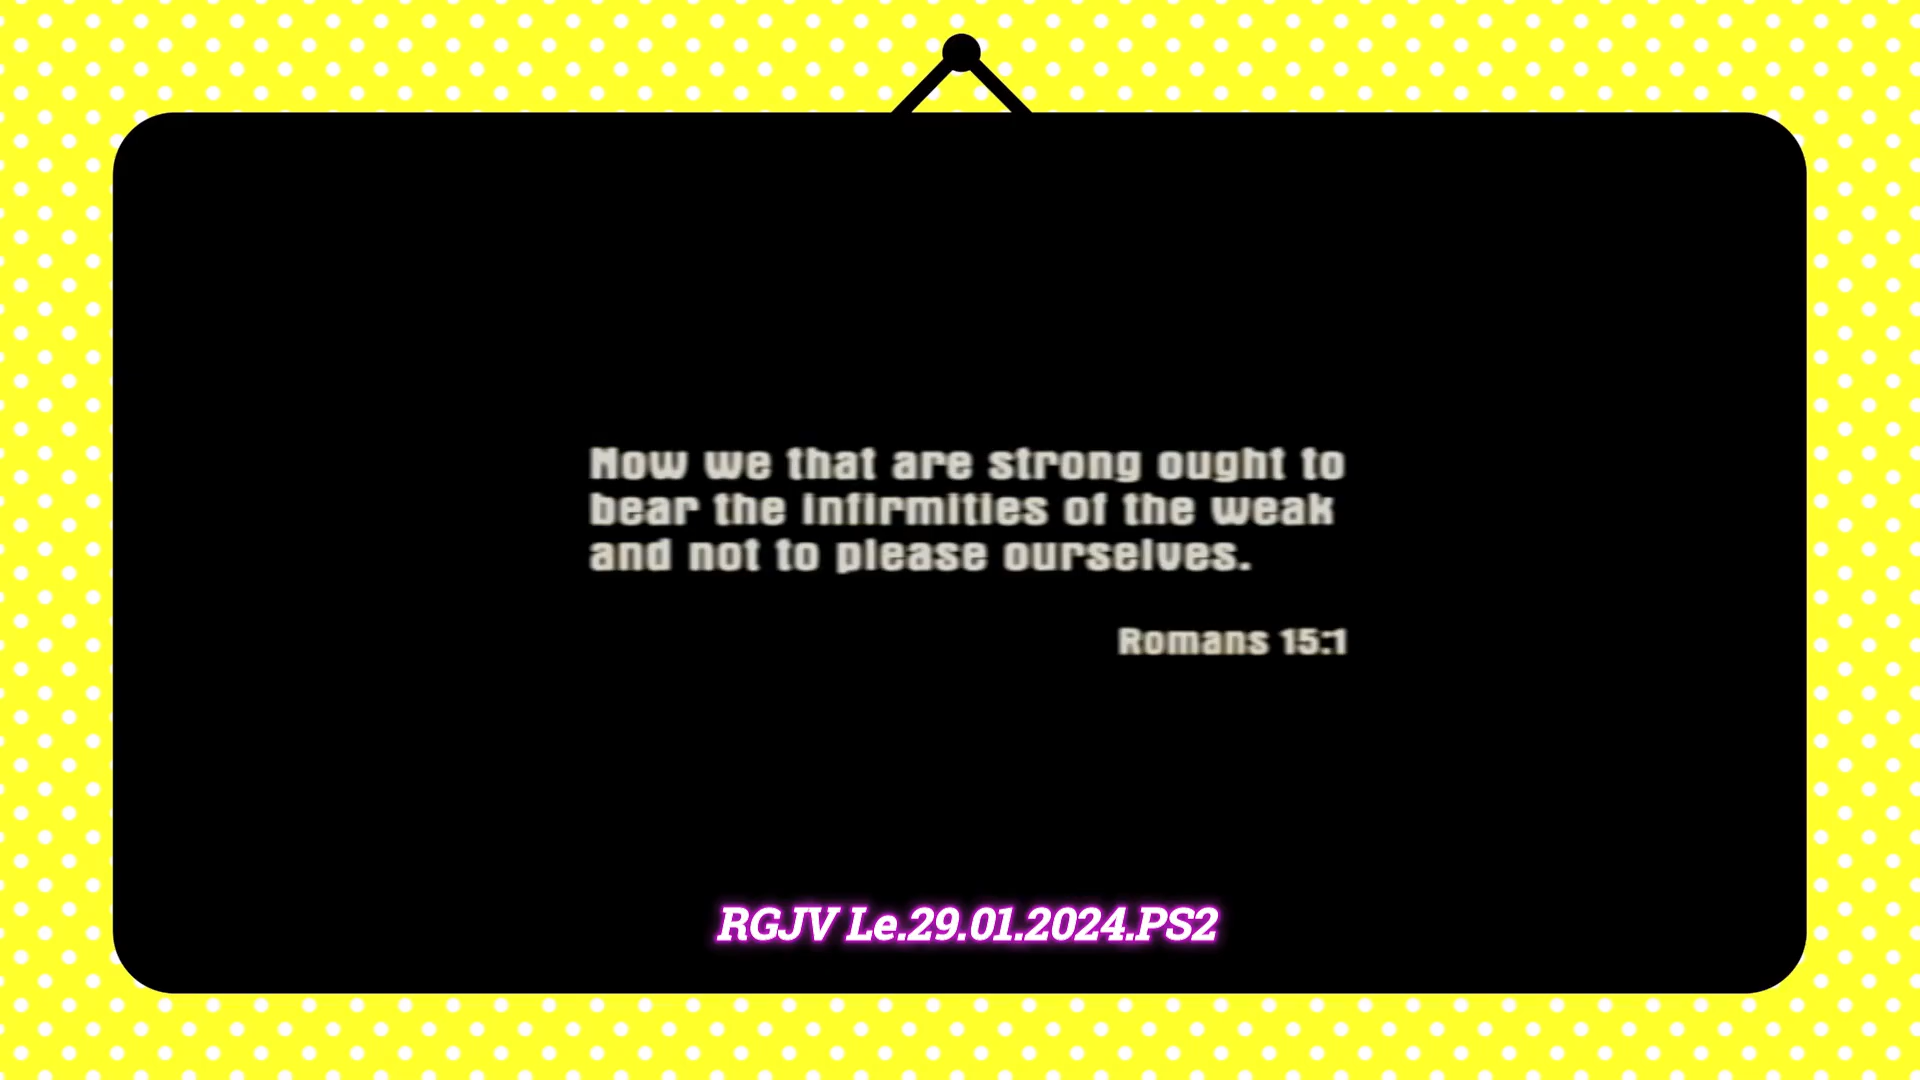 Now we that are strong ought to
bear the infirmities of the weak
and not to please ourselves.
Romans 15:1
RGJV Le.29.01.2024.PS2